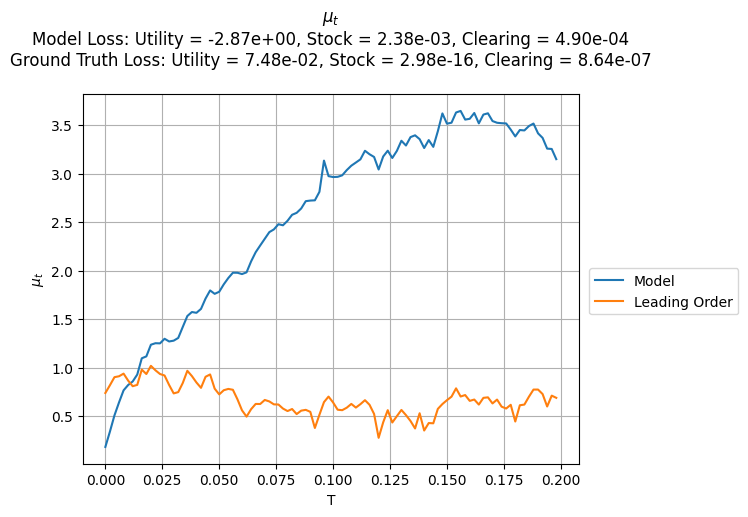 μₜ
Model Loss: Utility = -2.87e+00, Stock = 2.38e-03, Clearing = 4.90e-04
Ground Truth Loss: Utility = 7.48e-02, Stock = 2.98e-16, Clearing = 8.64e-07
3.5
3.0
2.5
2.0
1.5
1.0
0.5
μₜ
0.000 0.025 0.050 0.075 0.100 0.125 0.150 0.175 0.200
T
Model
Leading Order